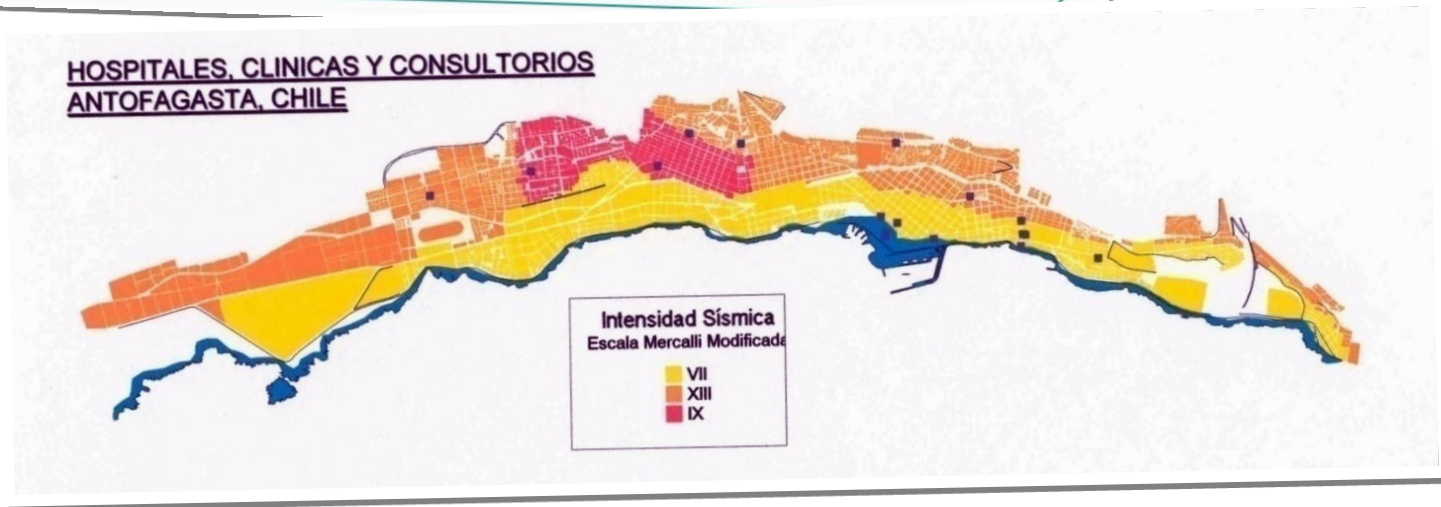 HOSPITALES, CLINICAS Y CONSULTORIOS
ANTOFAGASTA, CHILE
Intensidad Sísmica
Escala Mercalli Modificada
VII
XIII
IX